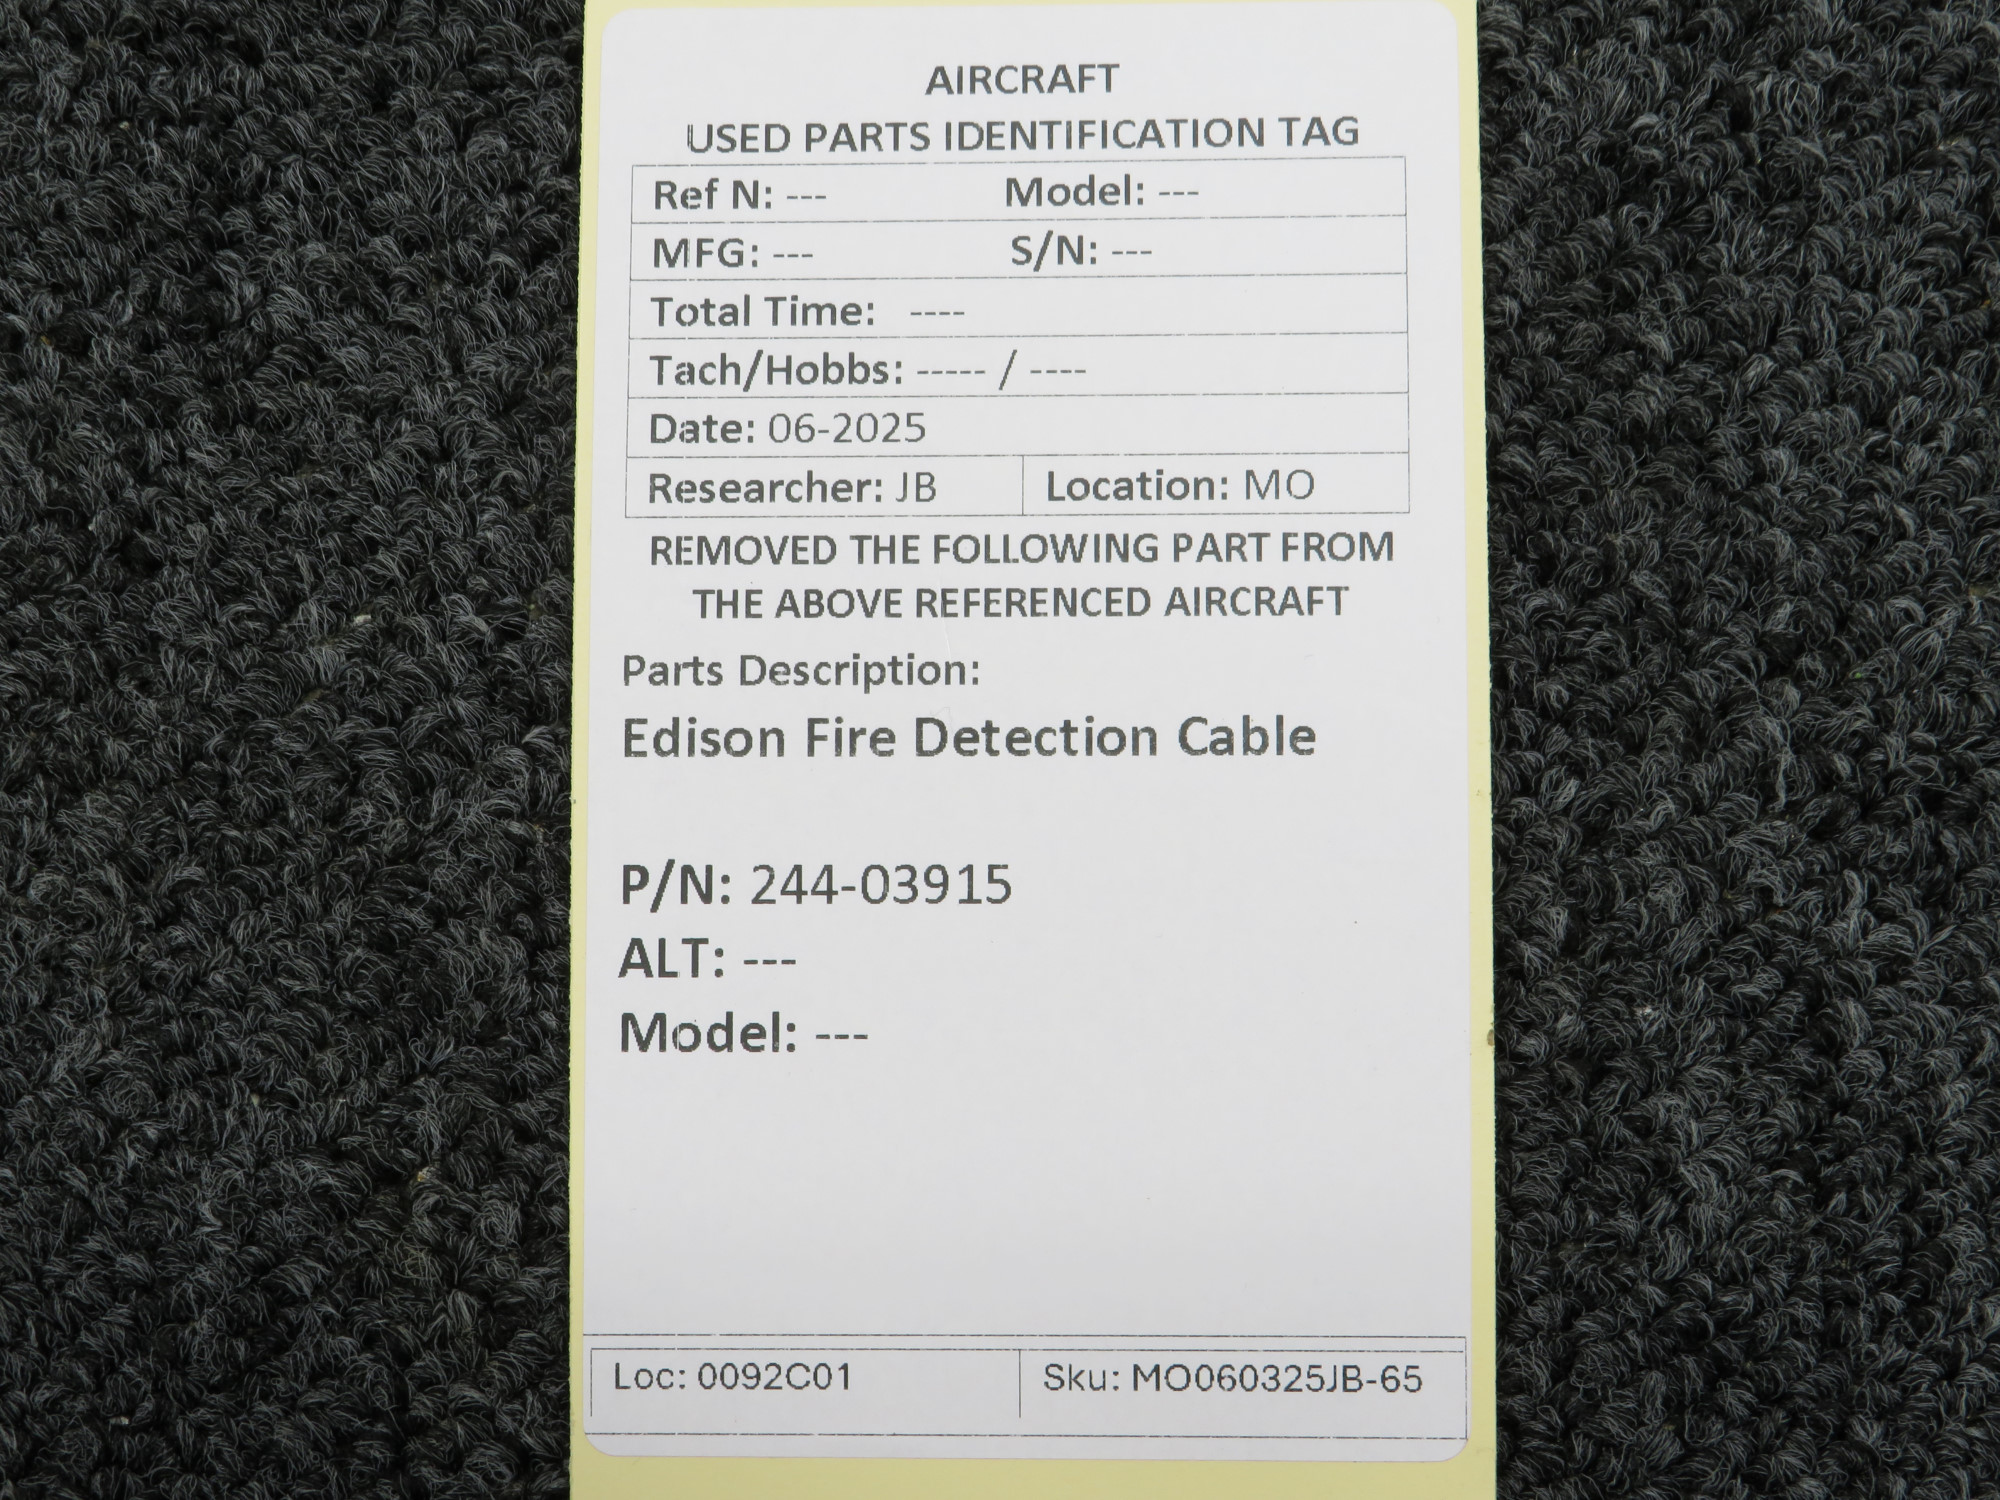 AIRCRAFT
USED PARTS IDENTIFICATION TAG
Ref N: --- Model: ---
MFG: --- S/N: ---
Total Time: ----
Tach/Hobbs: ----- / ----
Date: 06-2025
Researcher: JB Location: MO
REMOVED THE FOLLOWING PART FROM
THE ABOVE REFERENCED AIRCRAFT
Parts Description:
Edison Fire Detection Cable
P/N: 244-03915
ALT: ---
Model: ---
Loc: 0092C01 Sku: MO060325JB-65